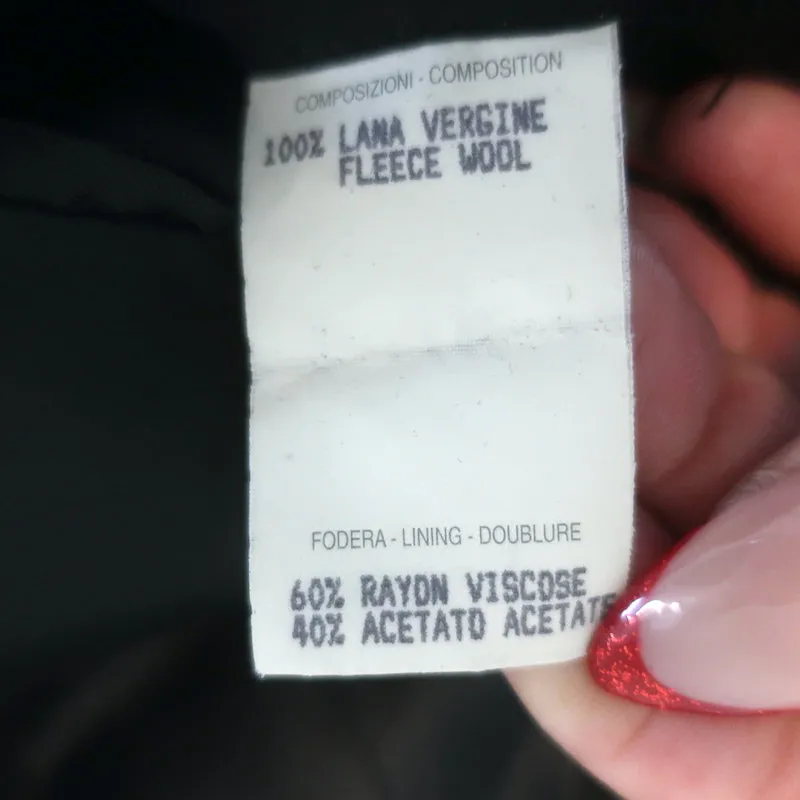 COMPOSIZIONI - COMPOSITION
100% LANA VERGINE
FLEECE WOOL
FODERA - LINING - DOUBLURE
60% RAYON VISCOSE
40% ACETATO ACETATE